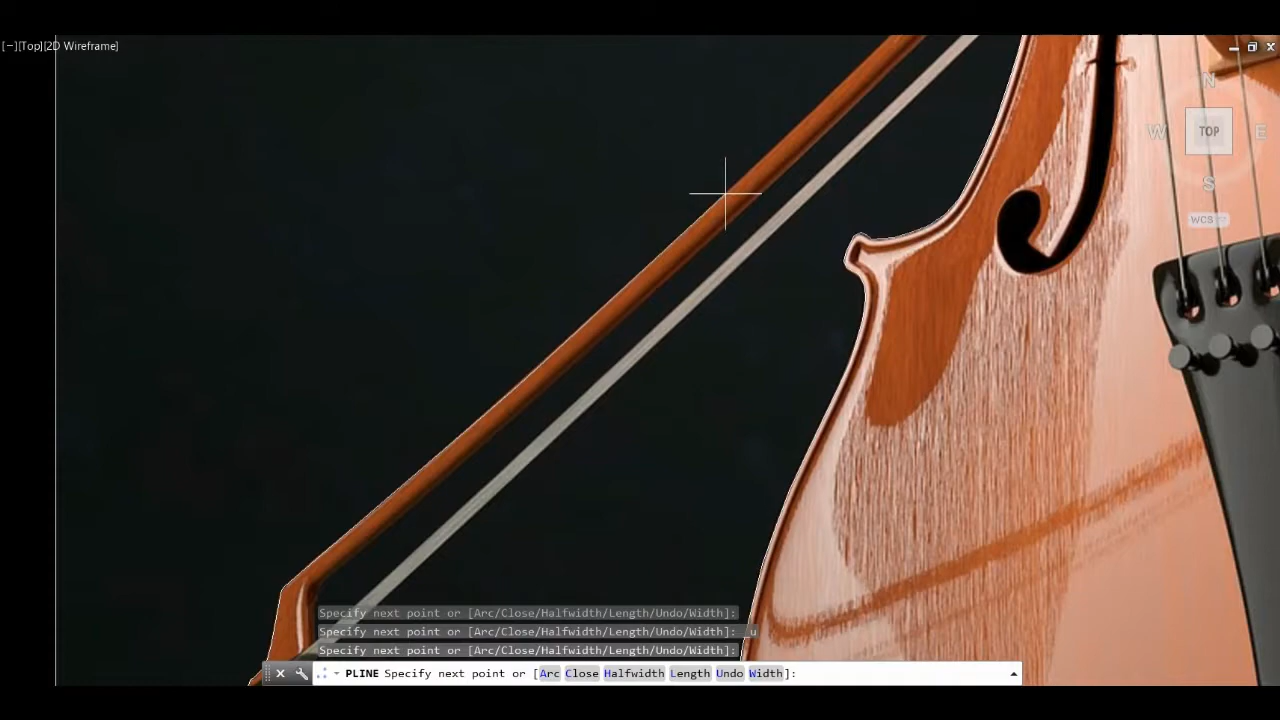 [−][Top][2D Wireframe]
N
W TOP E
S
WCS
Specify next point or [Arc/Close/Halfwidth/Length/Undo/Width]:
Specify next point or [Arc/Close/Halfwidth/Length/Undo/Width]: _u
Specify next point or [Arc/Close/Halfwidth/Length/Undo/Width]:
PLINE Specify next point or [Arc Close Halfwidth Length Undo Width]: